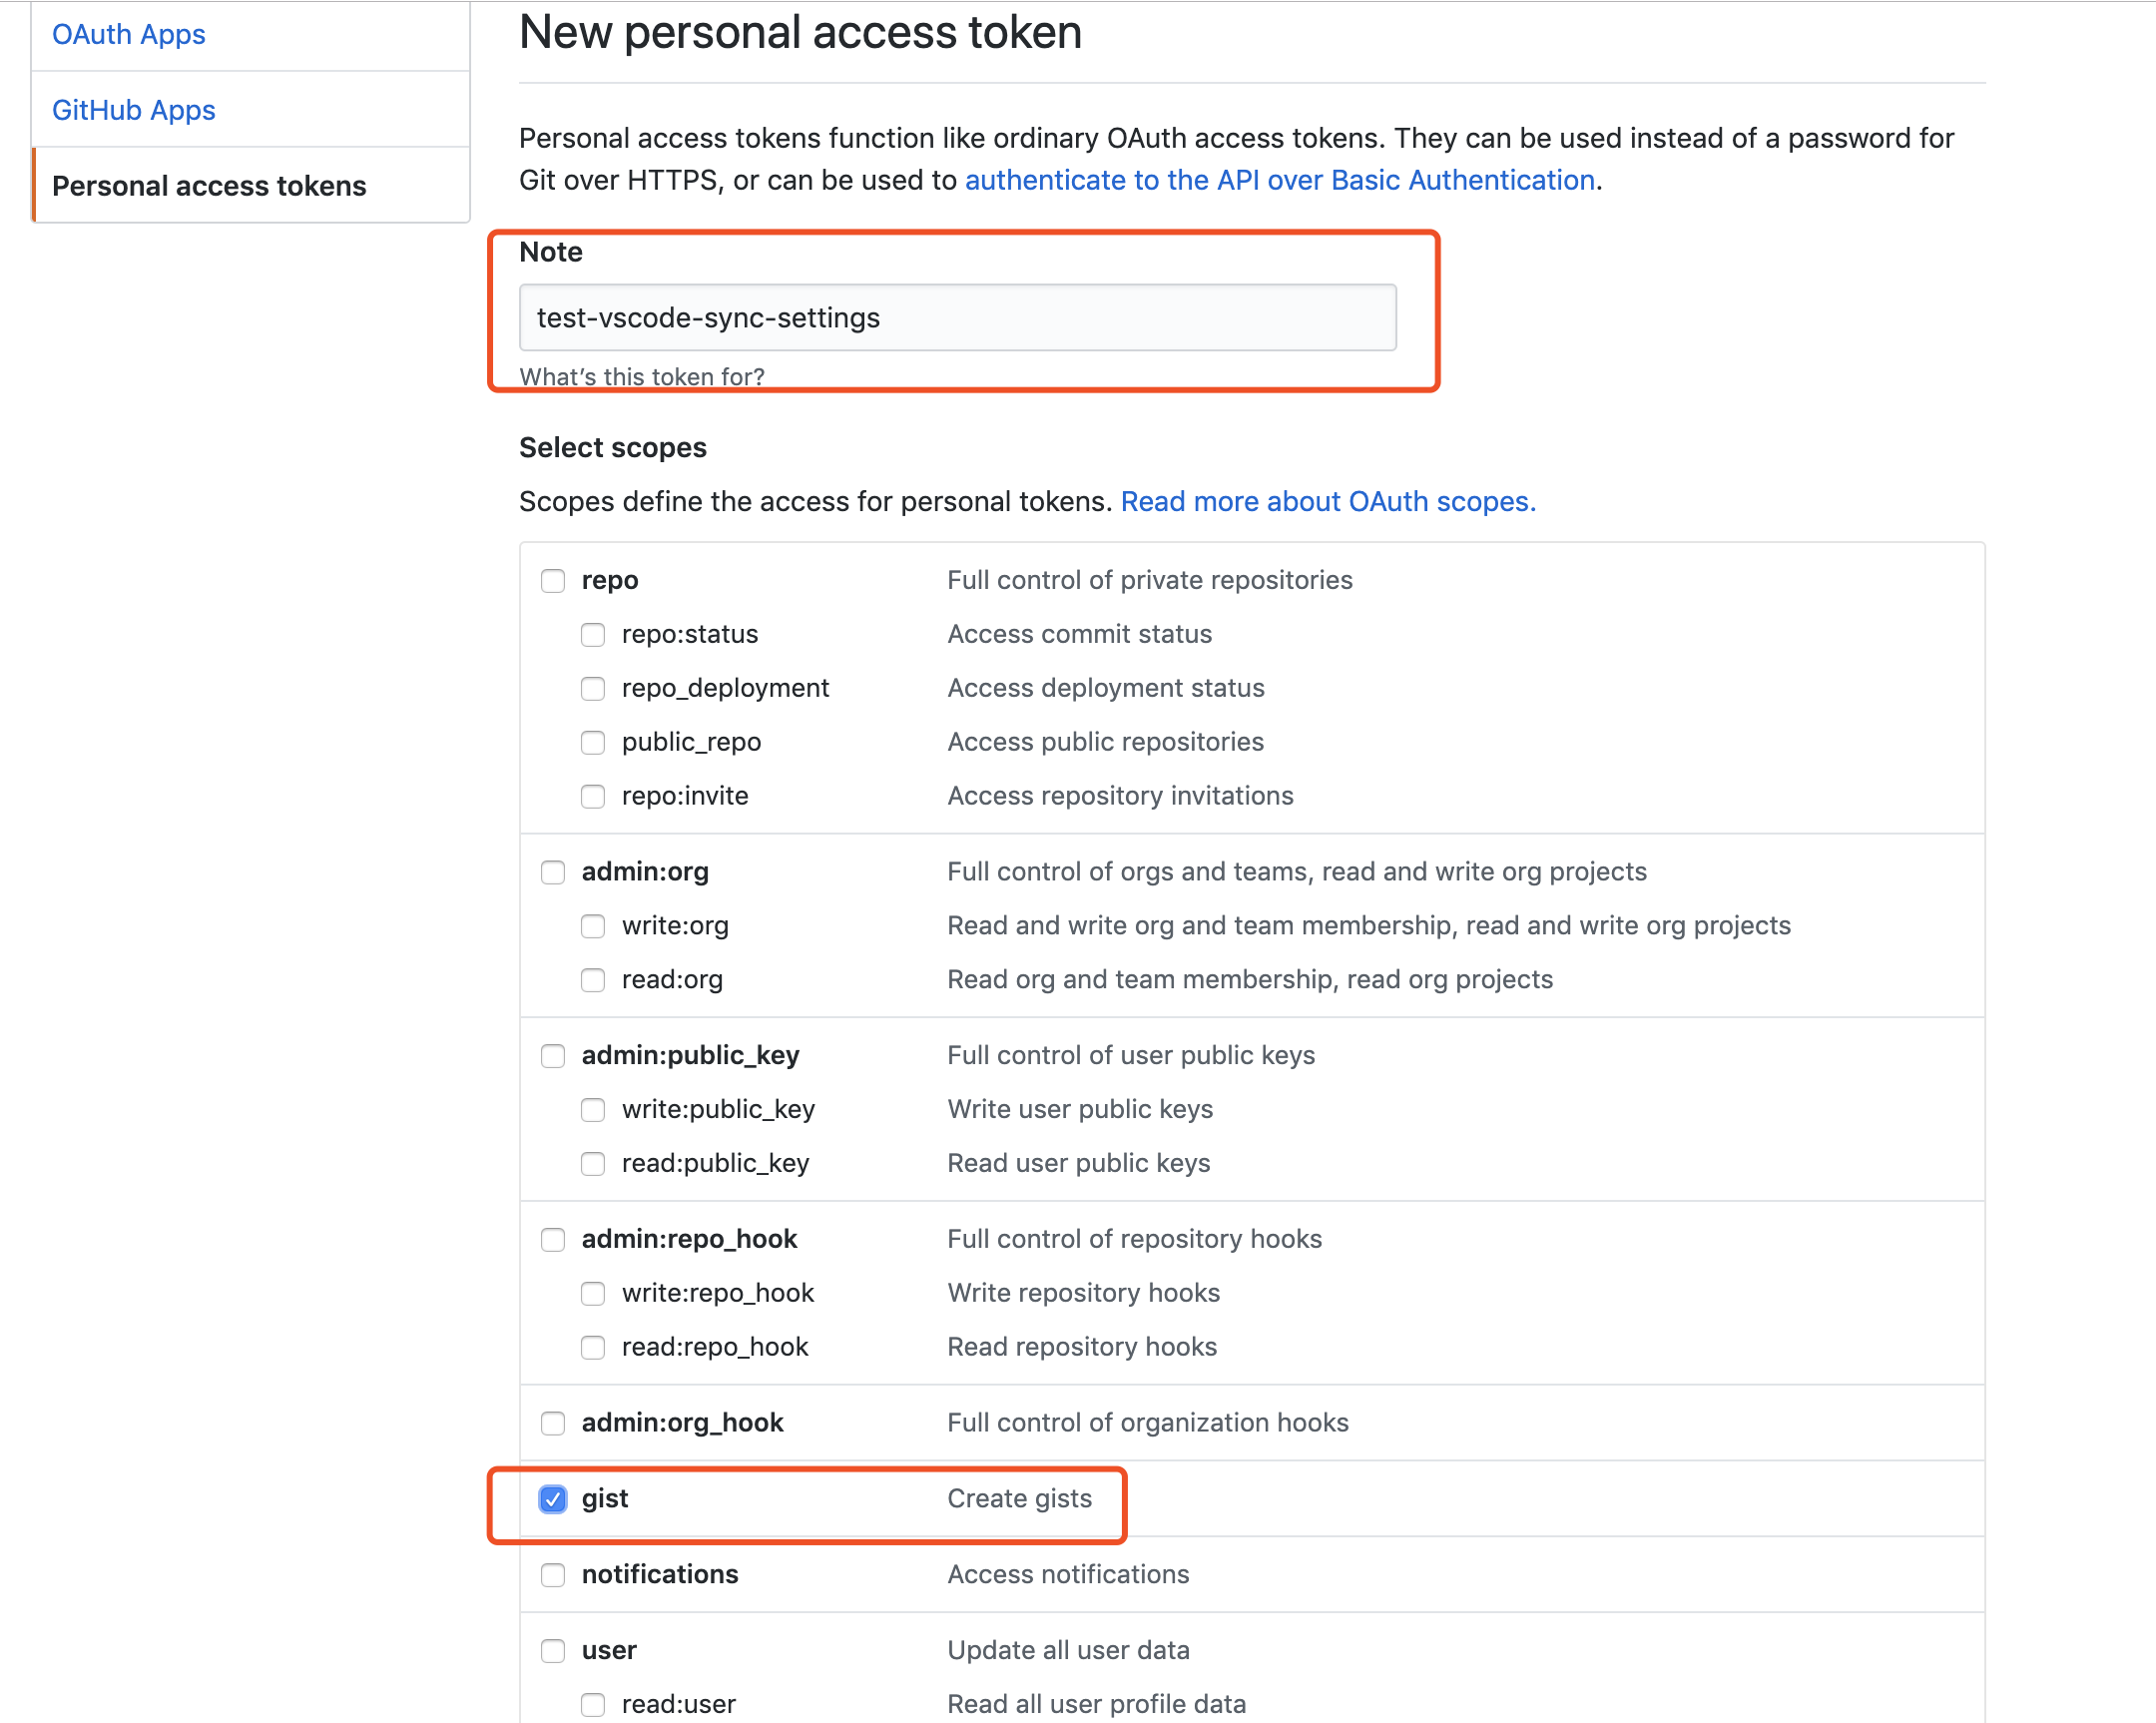 OAuth Apps
GitHub Apps
Personal access tokens
New personal access token
Personal access tokens function like ordinary OAuth access tokens. They can be used instead of a password for
Git over HTTPS, or can be used to authenticate to the API over Basic Authentication.
Note
test-vscode-sync-settings
What’s this token for?
Select scopes
Scopes define the access for personal tokens. Read more about OAuth scopes.
repo Full control of private repositories
repo:status Access commit status
repo_deployment Access deployment status
public_repo Access public repositories
repo:invite Access repository invitations
admin:org Full control of orgs and teams, read and write org projects
write:org Read and write org and team membership, read and write org projects
read:org Read org and team membership, read org projects
admin:public_key Full control of user public keys
write:public_key Write user public keys
read:public_key Read user public keys
admin:repo_hook Full control of repository hooks
write:repo_hook Write repository hooks
read:repo_hook Read repository hooks
admin:org_hook Full control of organization hooks
gist Create gists
notifications Access notifications
user Update all user data
read:user Read all user profile data